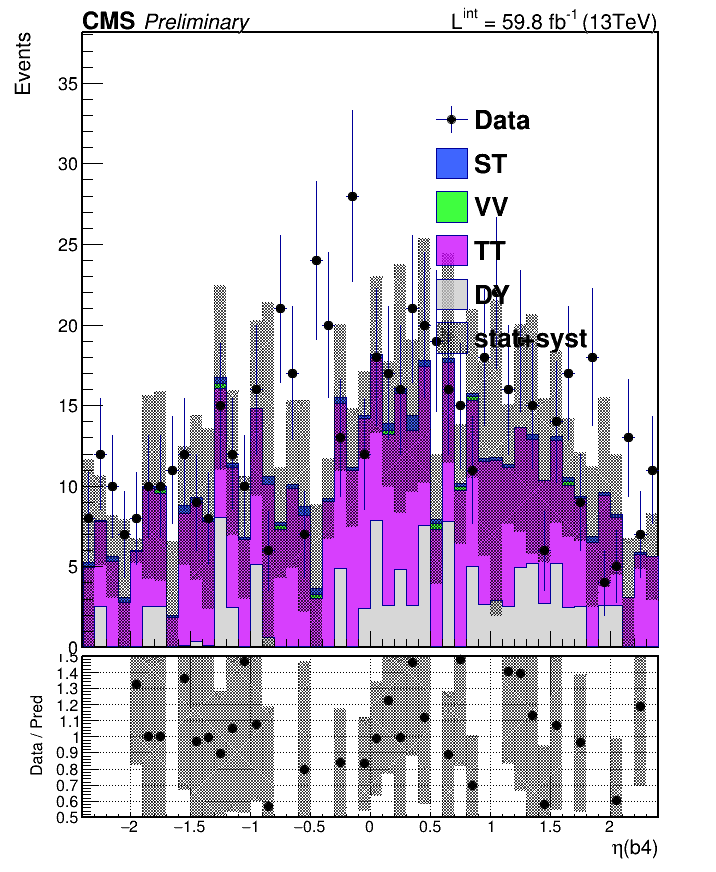 CMS Preliminary L^int = 59.8 fb^-1 (13TeV)
Events
35
30
25
20
15
10
5
0
Data
ST
VV
TT
DY
stat+syst
Data / Pred
1.5
1.4
1.3
1.2
1.1
1
0.9
0.8
0.7
0.6
0.5
−2 −1.5 −1 −0.5 0 0.5 1 1.5 2
η(b4)